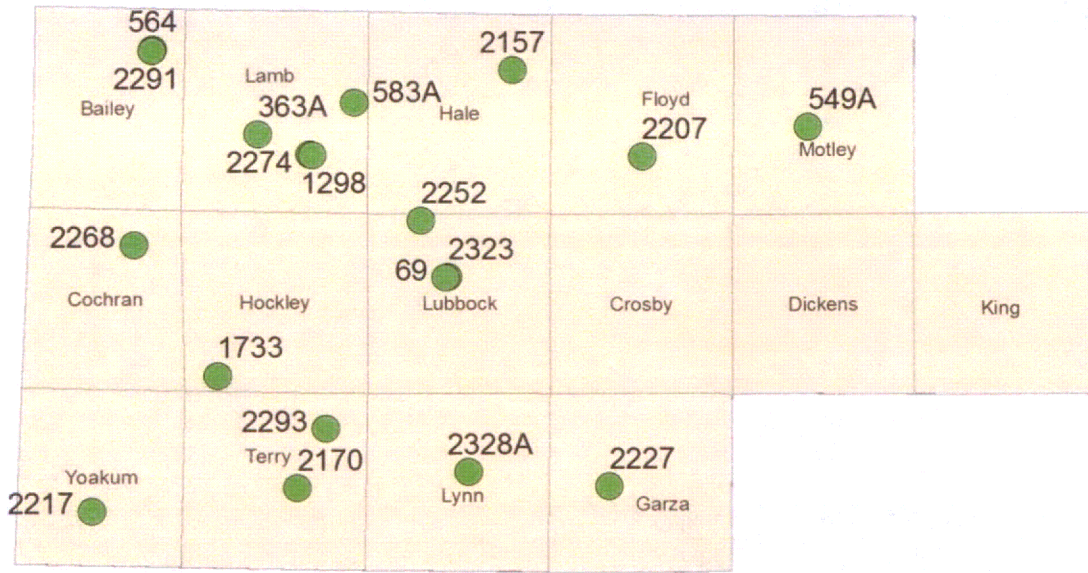 564
2291
Bailey
Lamb
363A
583A
2274
1298
2157
Hale
Floyd
2207
549A
Motley
2252
2268
Cochran
Hockley
69
2323
Lubbock
Crosby
Dickens
King
1733
2293
Terry
2170
2328A
Lynn
2227
Garza
Yoakum
2217